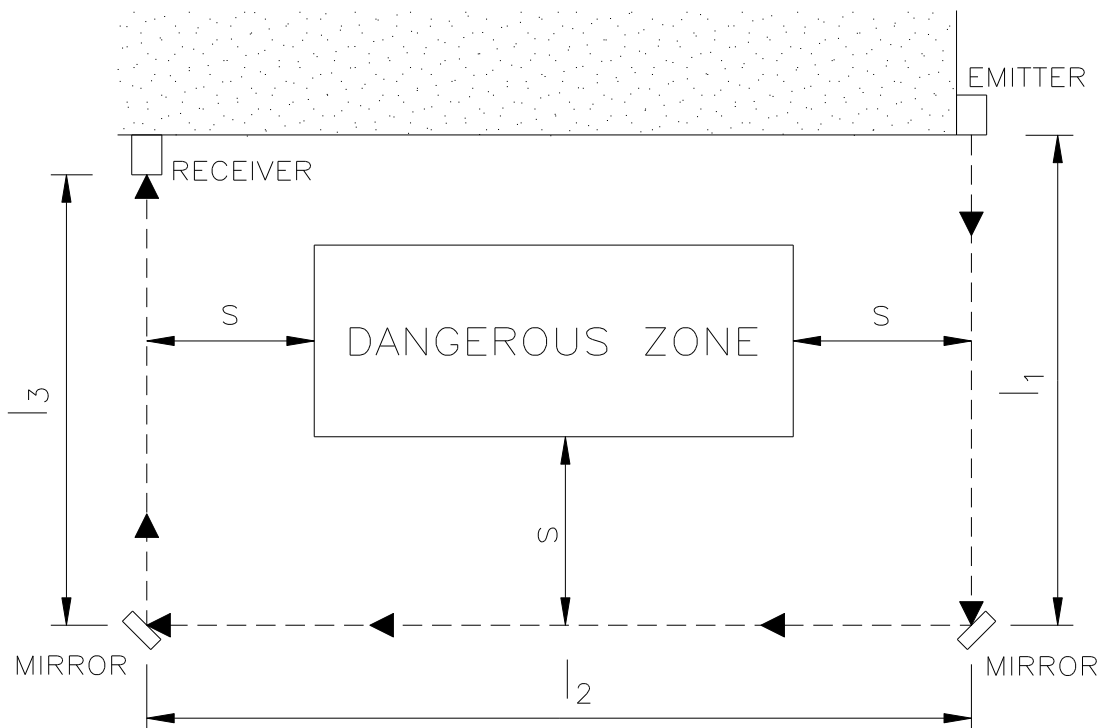 EMITTER
RECEIVER
S
S
DANGEROUS ZONE
l3
l1
S
MIRROR
MIRROR
l2